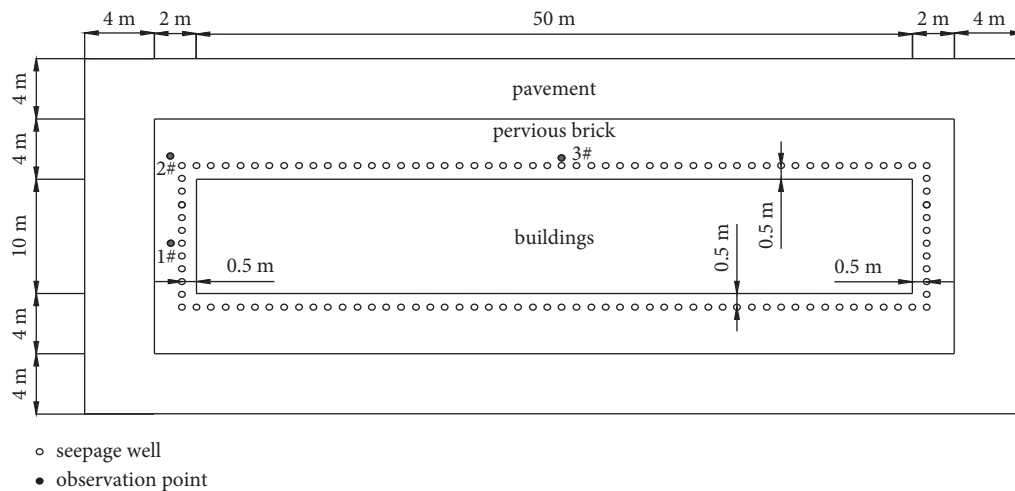 4 m 2 m 50 m 2 m 4 m
4 m
pavement
4 m
pervious brick
2#
3#
10 m
0.5 m
buildings
1#
0.5 m
0.5 m
0.5 m
4 m
4 m
seepage well
observation point